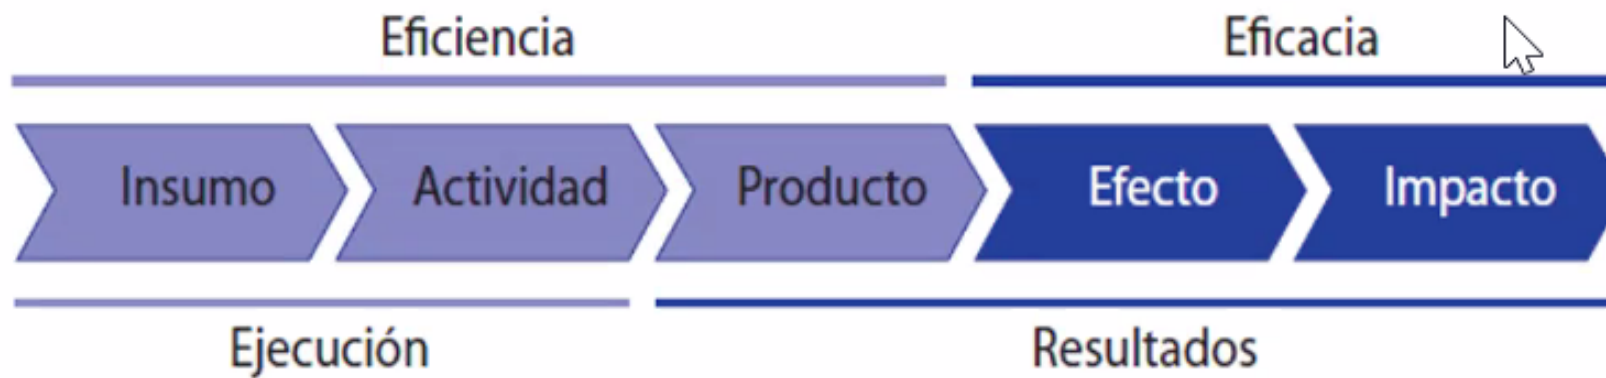 Eficiencia Eficacia
Insumo Actividad Producto Efecto Impacto
Ejecución Resultados